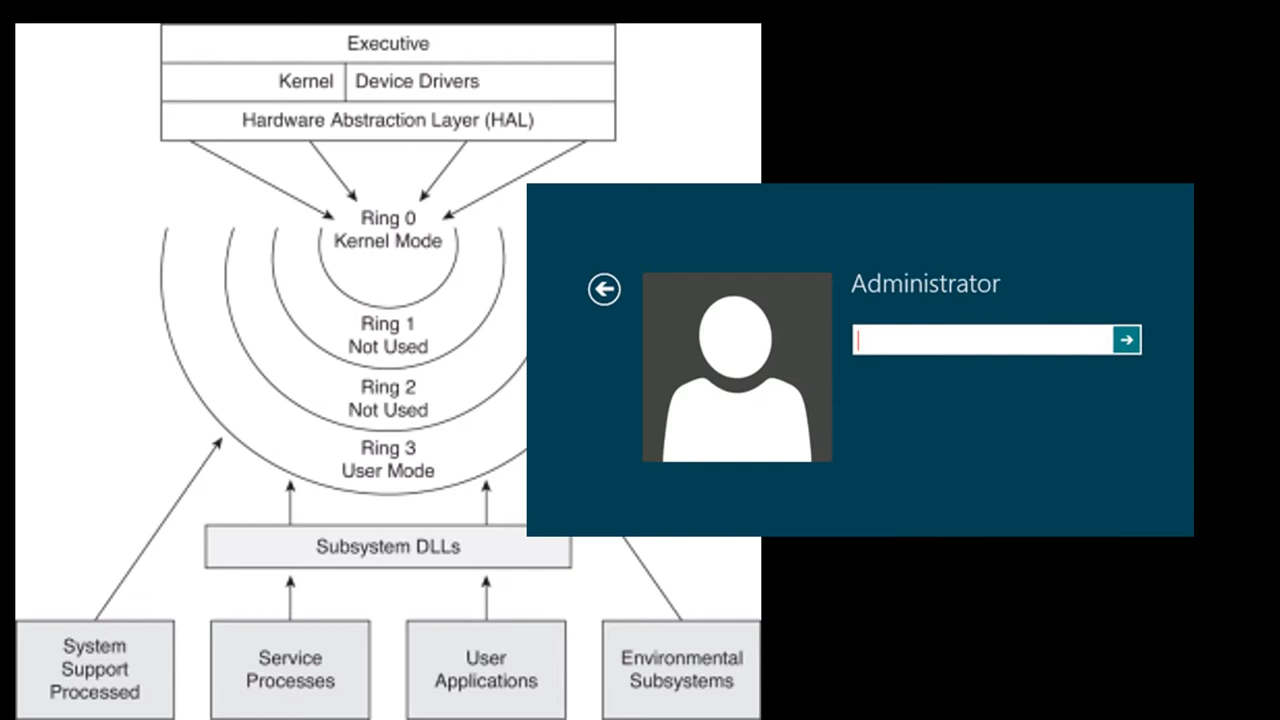 Executive
Kernel
Device Drivers
Hardware Abstraction Layer (HAL)
Ring 0
Kernel Mode
Ring 1
Not Used
Ring 2
Not Used
Ring 3
User Mode
Administrator
Subsystem DLLs
System
Support
Processed
Service
Processes
User
Applications
Environmental
Subsystems